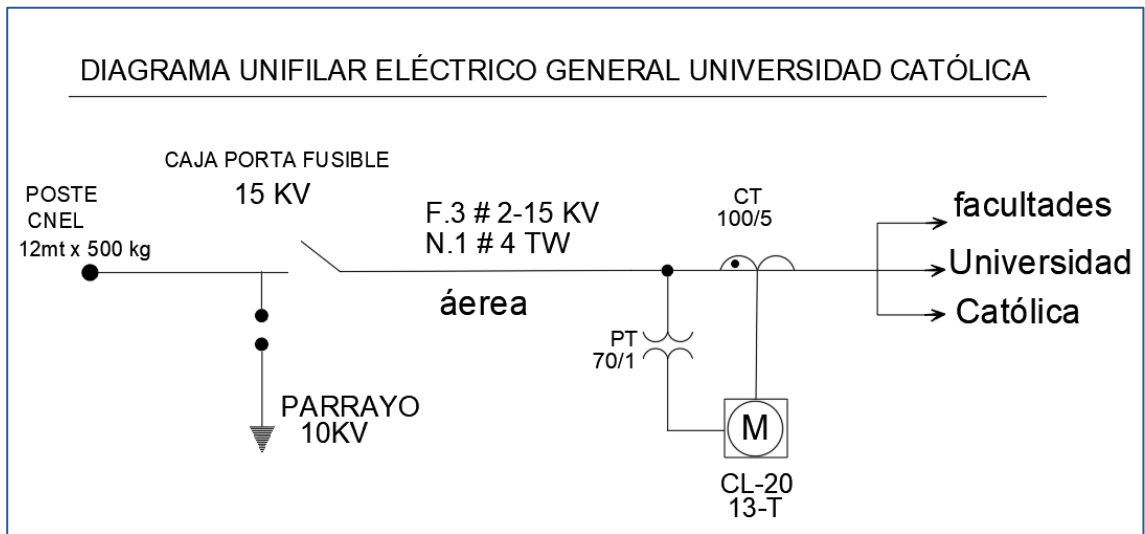 DIAGRAMA UNIFILAR ELÉCTRICO GENERAL UNIVERSIDAD CATÓLICA
CAJA PORTA FUSIBLE
15 KV
POSTE
CNEL
12mt x 500 kg
F.3 # 2-15 KV
N.1 # 4 TW
áerea
CT
100/5
facultades
Universidad
Católica
PT
70/1
PARRAYO
10KV
M
CL-20
13-T